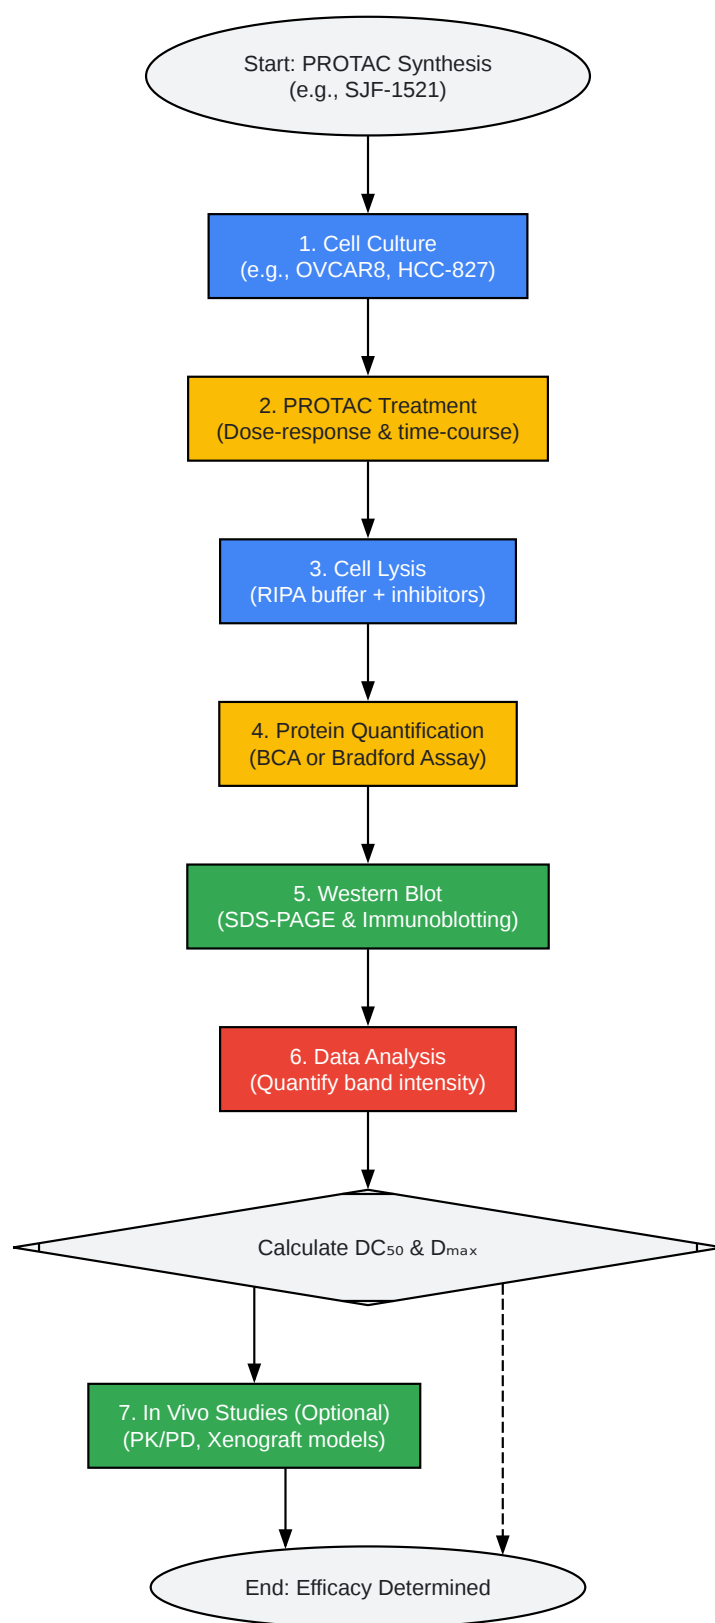 Start: PROTAC Synthesis
(e.g., SJF-1521)
1. Cell Culture
(e.g., OVCAR8, HCC-827)
2. PROTAC Treatment
(Dose-response & time-course)
3. Cell Lysis
(RIPA buffer + inhibitors)
4. Protein Quantification
(BCA or Bradford Assay)
5. Western Blot
(SDS-PAGE & Immunoblotting)
6. Data Analysis
(Quantify band intensity)
Calculate DC₅₀ & Dₘₐₓ
7. In Vivo Studies (Optional)
(PK/PD, Xenograft models)
End: Efficacy Determined